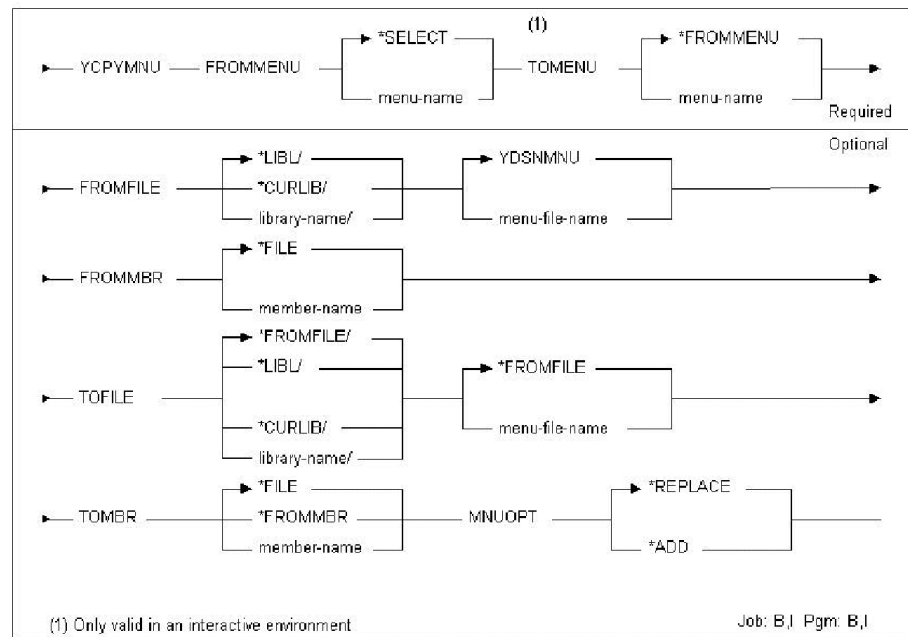 (1)
*SELECT *FROMMENU
YCPYMNU FROMMENU TOMENU
menu-name menu-name
Required
Optional
*LIBL/ YDSNMNU
FROMFILE *CURLIB/
library-name/ menu-file-name
*FILE
FROMMBR
member-name
*FROMFILE/
*LIBL/ *FROMFILE
TOFILE
*CURLIB/ menu-file-name
library-name/
*FILE *REPLACE
TOMBR *FROMMBR MNUOPT
member-name *ADD
(1) Only valid in an interactive environment Job: B,I Pgm: B,I